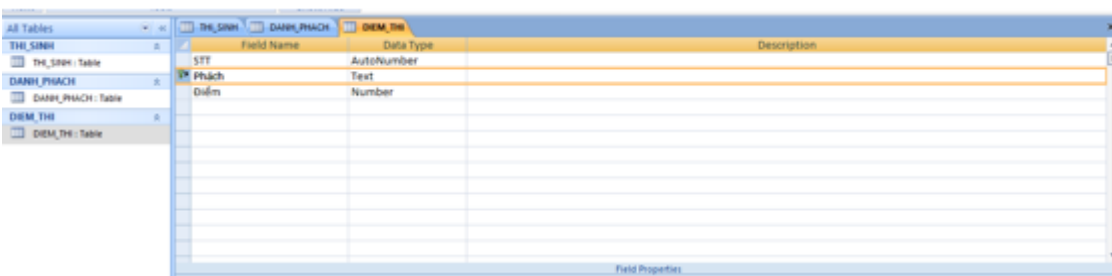 All Tables
THI_SINH
THI_SINH : Table
DANH_PHACH
DANH_PHACH : Table
DIEM_THI
DIEM_THI : Table
THI_SINH DANH_PHACH DIEM_THI
Field Name Data Type Description
STT AutoNumber
Phách Text
Điểm Number
Field Properties